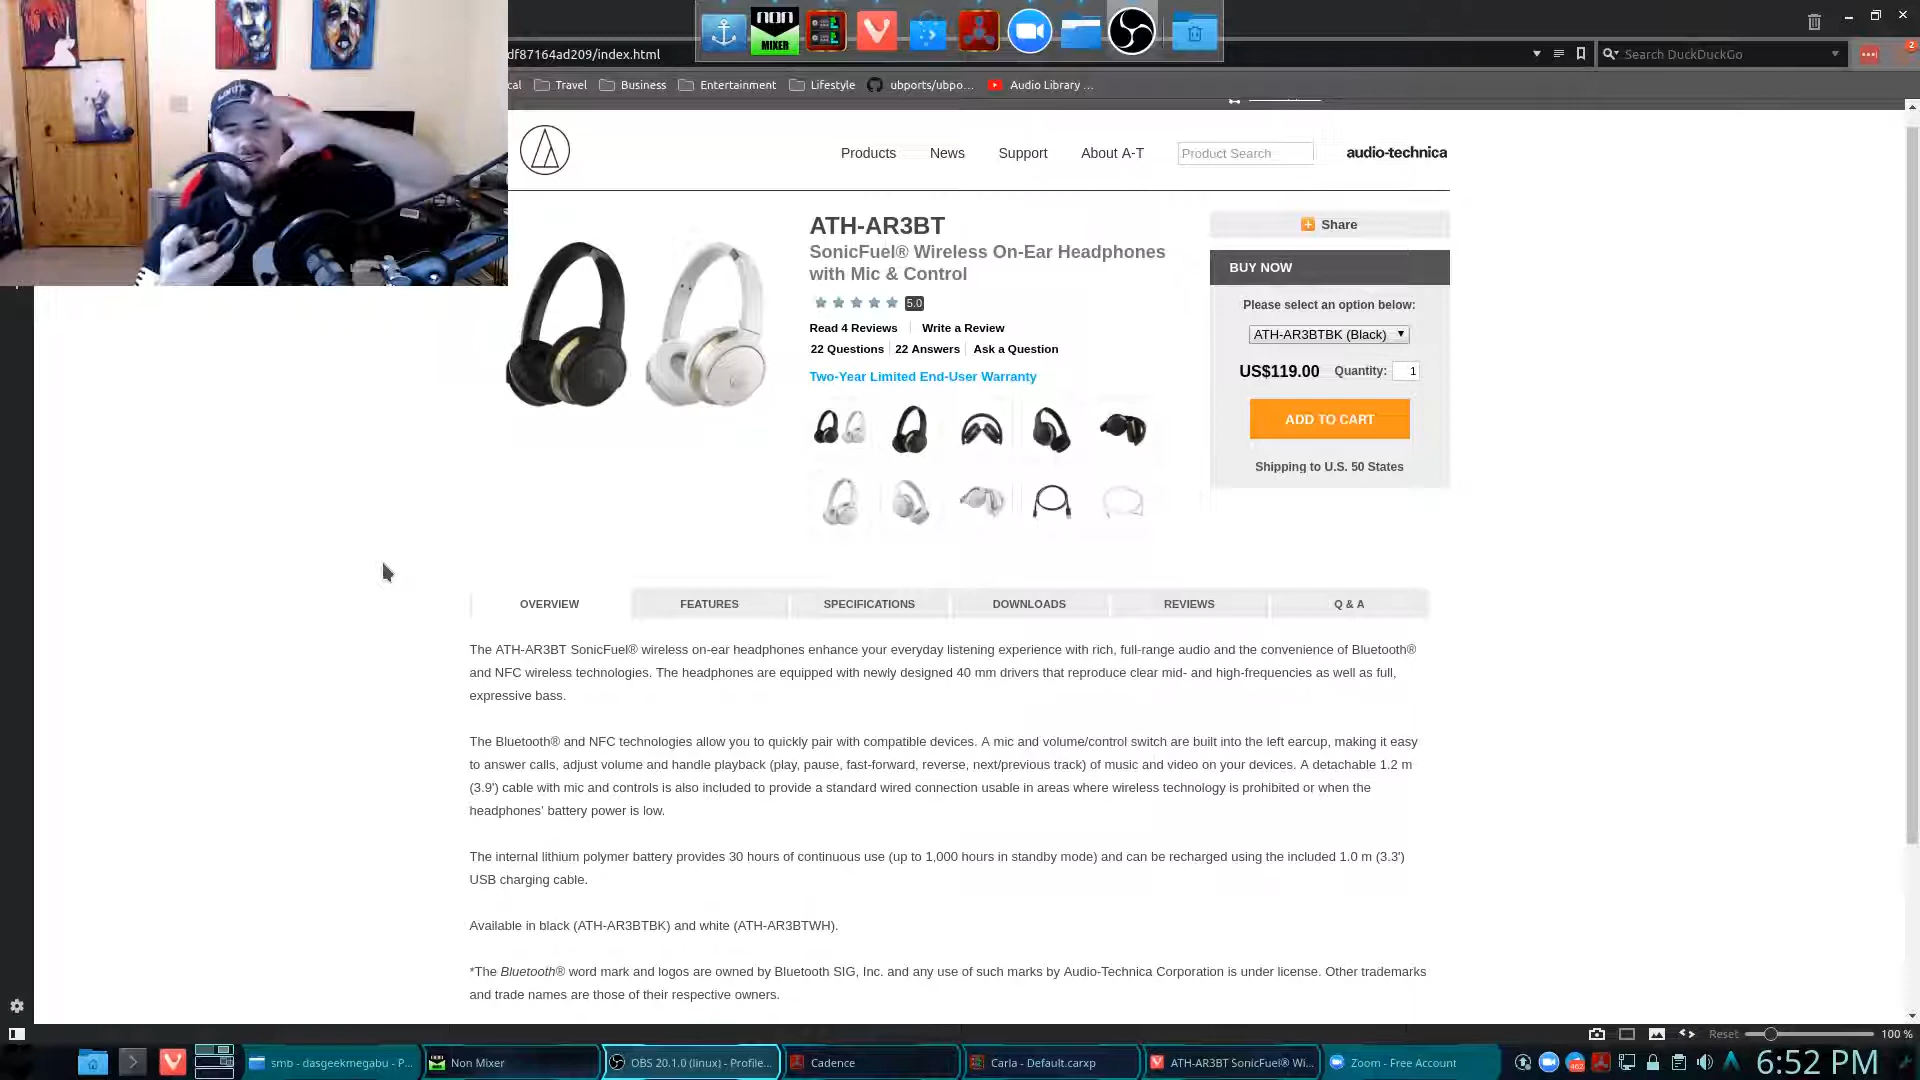 non
MIXER
df87164ad209/index.html
Search DuckDuckGo
2
cal
Travel
Business
Entertainment
Lifestyle
ubports/ubpo...
Audio Library ...
Products
News
Support
About A-T
Product Search
audio-technica
ATH-AR3BT
SonicFuel® Wireless On-Ear Headphones
with Mic & Control
5.0
Read 4 Reviews
Write a Review
22 Questions
22 Answers
Ask a Question
Two-Year Limited End-User Warranty
Share
BUY NOW
Please select an option below:
ATH-AR3BTBK (Black)
US$119.00 Quantity: 1
ADD TO CART
Shipping to U.S. 50 States
OVERVIEW
FEATURES
SPECIFICATIONS
DOWNLOADS
REVIEWS
Q & A
The ATH-AR3BT SonicFuel® wireless on-ear headphones enhance your everyday listening experience with rich, full-range audio and the convenience of Bluetooth®
and NFC wireless technologies. The headphones are equipped with newly designed 40 mm drivers that reproduce clear mid- and high-frequencies as well as full,
expressive bass.
The Bluetooth® and NFC technologies allow you to quickly pair with compatible devices. A mic and volume/control switch are built into the left earcup, making it easy
to answer calls, adjust volume and handle playback (play, pause, fast-forward, reverse, next/previous track) of music and video on your devices. A detachable 1.2 m
(3.9') cable with mic and controls is also included to provide a standard wired connection usable in areas where wireless technology is prohibited or when the
headphones' battery power is low.
The internal lithium polymer battery provides 30 hours of continuous use (up to 1,000 hours in standby mode) and can be recharged using the included 1.0 m (3.3')
USB charging cable.
Available in black (ATH-AR3BTBK) and white (ATH-AR3BTWH).
*The Bluetooth® word mark and logos are owned by Bluetooth SIG, Inc. and any use of such marks by Audio-Technica Corporation is under license. Other trademarks
and trade names are those of their respective owners.
Reset
100 %
smb - dasgeekmegabu - P...
Non Mixer
OBS 20.1.0 (linux) - Profile...
Cadence
Carla - Default.carxp
ATH-AR3BT SonicFuel® Wi...
Zoom - Free Account
462
6:52 PM